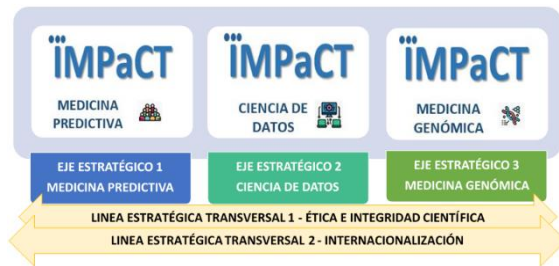 iMPaCT
MEDICINA
PREDICTIVA
iMPaCT
CIENCIA DE
DATOS
iMPaCT
MEDICINA
GENÓMICA
EJE ESTRATÉGICO 1
MEDICINA PREDICTIVA
EJE ESTRATÉGICO 2
CIENCIA DE DATOS
EJE ESTRATÉGICO 3
MEDICINA GENÓMICA
LINEA ESTRATÉGICA TRANSVERSAL 1 - ÉTICA E INTEGRIDAD CIENTÍFICA
LINEA ESTRATÉGICA TRANSVERSAL 2 - INTERNACIONALIZACIÓN